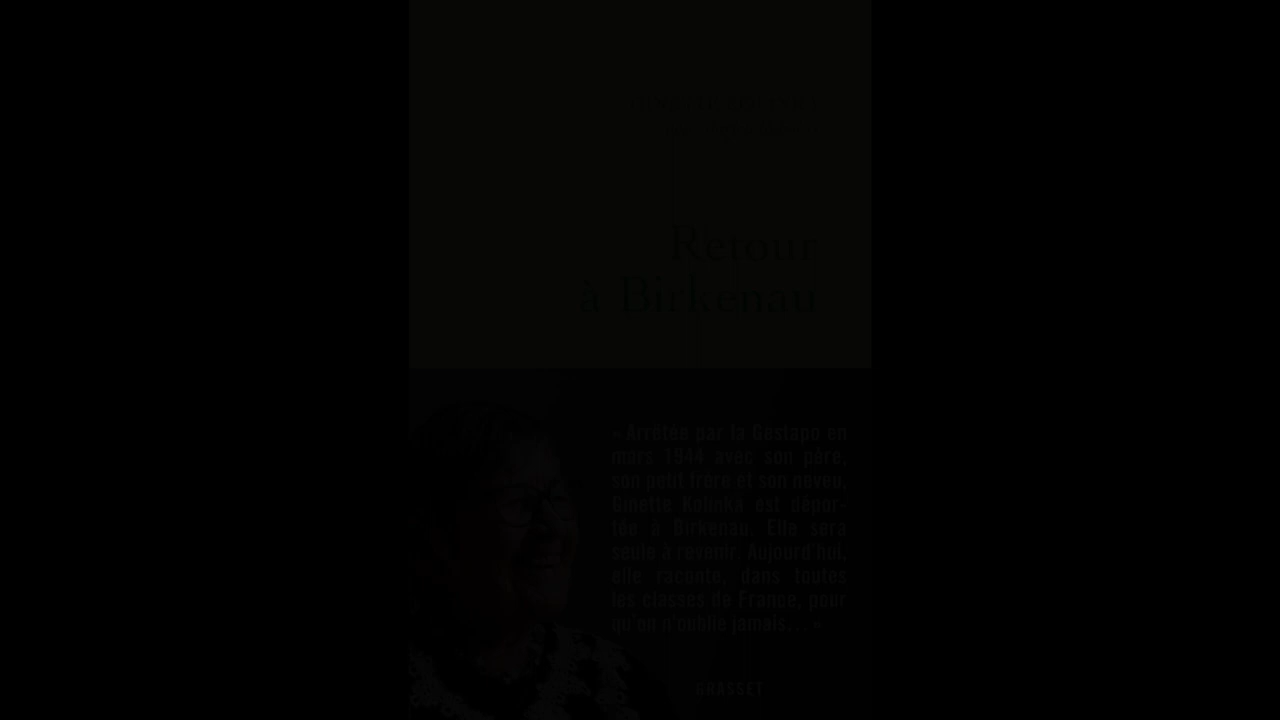 Retour
à Birkenau
« Arrêtée par la Gestapo en
mars 1944 avec son père,
son petit frère et son neveu,
Ginette Kolinka est dépor-
tée à Birkenau. Elle sera
seule à revenir. Aujourd'hui,
elle raconte, dans toutes
les classes de France, pour
qu'on n'oublie jamais... »
GRASSET